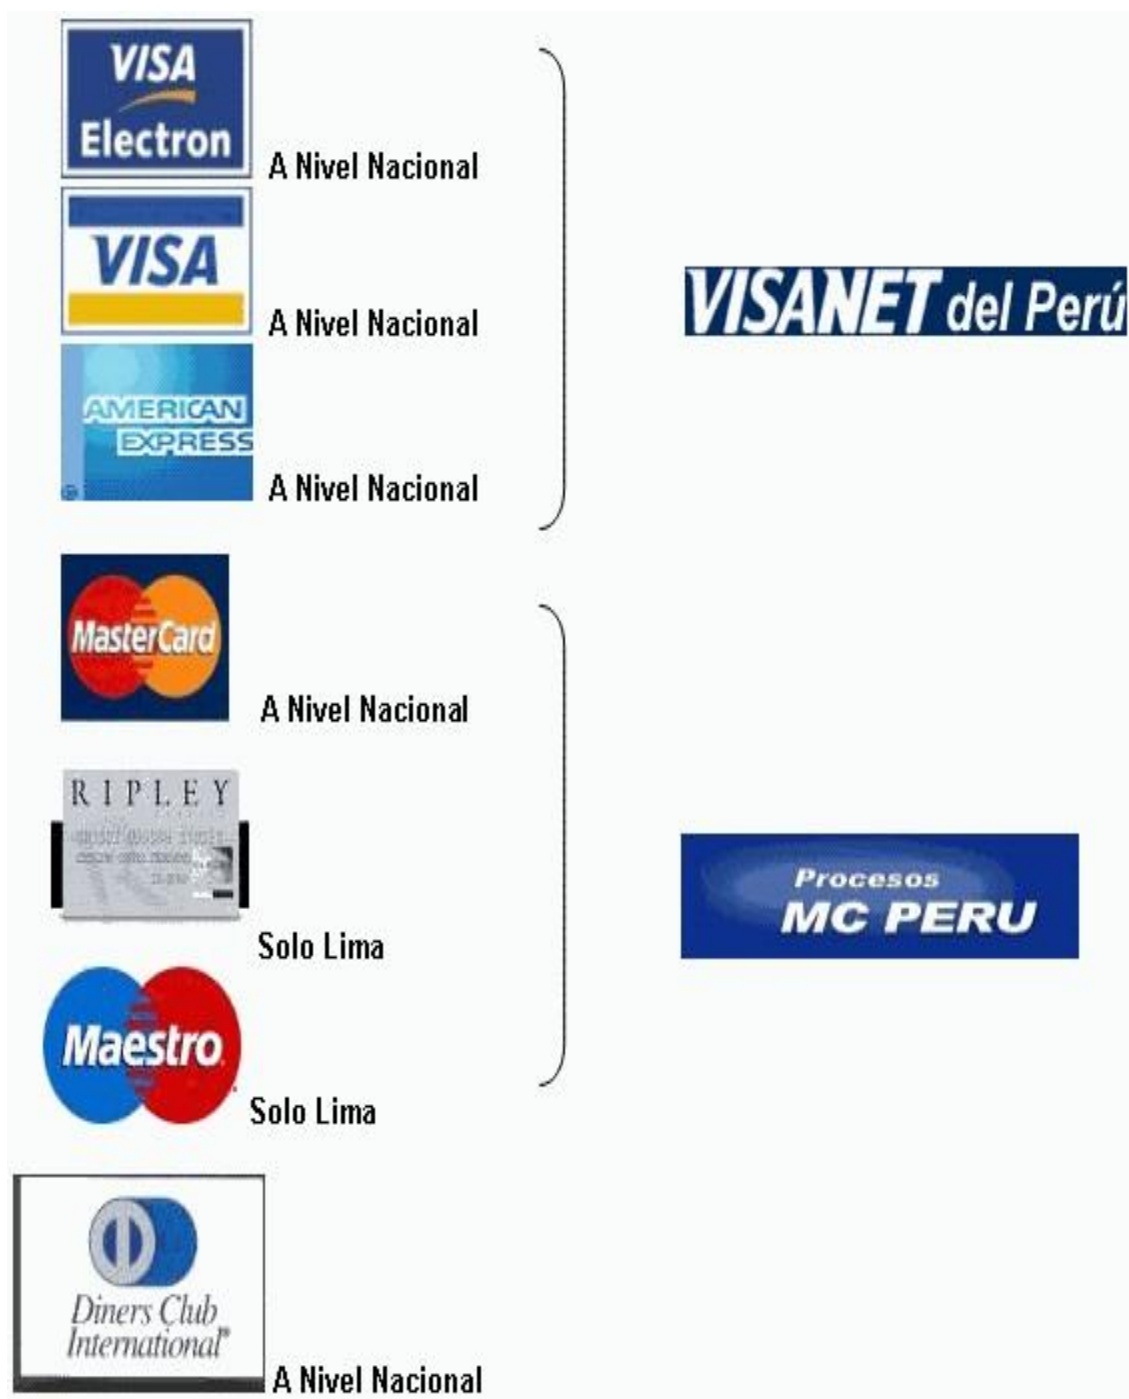 VISA
Electron
A Nivel Nacional
VISA
A Nivel Nacional
VISANET del Perú
AMERICAN
EXPRESS
A Nivel Nacional
MasterCard
A Nivel Nacional
RIPLEY
Solo Lima
Procesos
MC PERU
Maestro
Solo Lima
Diners Club
International®
A Nivel Nacional